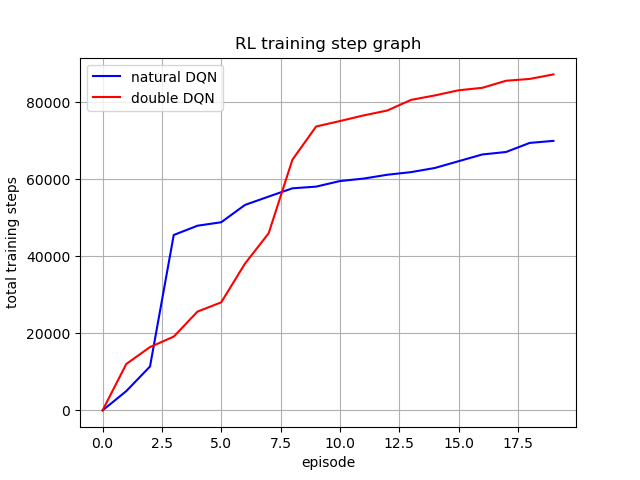 RL training step graph
natural DQN
double DQN
80000
60000
40000
20000
0
total training steps
0.0 2.5 5.0 7.5 10.0 12.5 15.0 17.5
episode